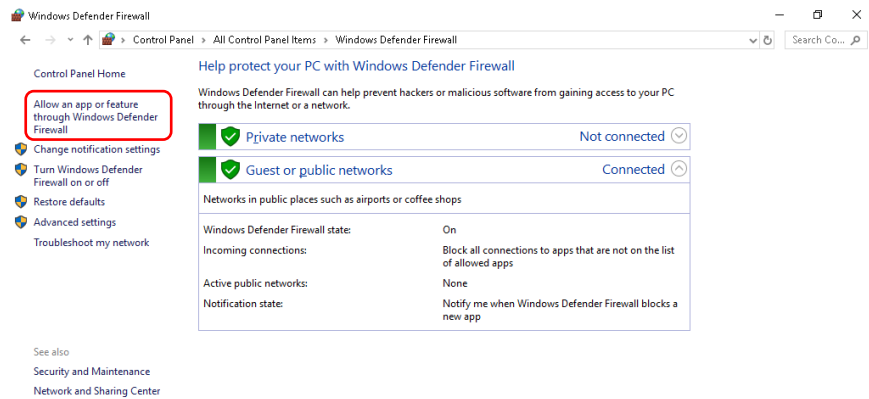 Windows Defender Firewall
Control Panel > All Control Panel Items > Windows Defender Firewall
Search Co...
Control Panel Home
Allow an app or feature
through Windows Defender
Firewall
Change notification settings
Turn Windows Defender
Firewall on or off
Restore defaults
Advanced settings
Troubleshoot my network
See also
Security and Maintenance
Network and Sharing Center
Help protect your PC with Windows Defender Firewall
Windows Defender Firewall can help prevent hackers or malicious software from gaining access to your PC
through the Internet or a network.
Private networks Not connected
Guest or public networks Connected
Networks in public places such as airports or coffee shops
Windows Defender Firewall state: On
Incoming connections: Block all connections to apps that are not on the list
of allowed apps
Active public networks: None
Notification state: Notify me when Windows Defender Firewall blocks a
new app